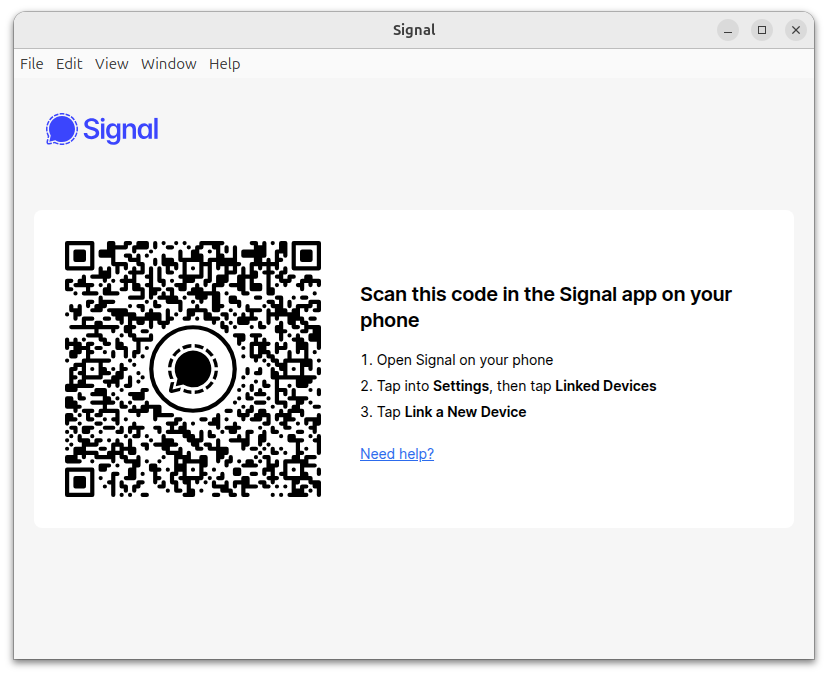 Signal
File Edit View Window Help
Signal
Scan this code in the Signal app on your
phone
1. Open Signal on your phone
2. Tap into Settings, then tap Linked Devices
3. Tap Link a New Device
Need help?